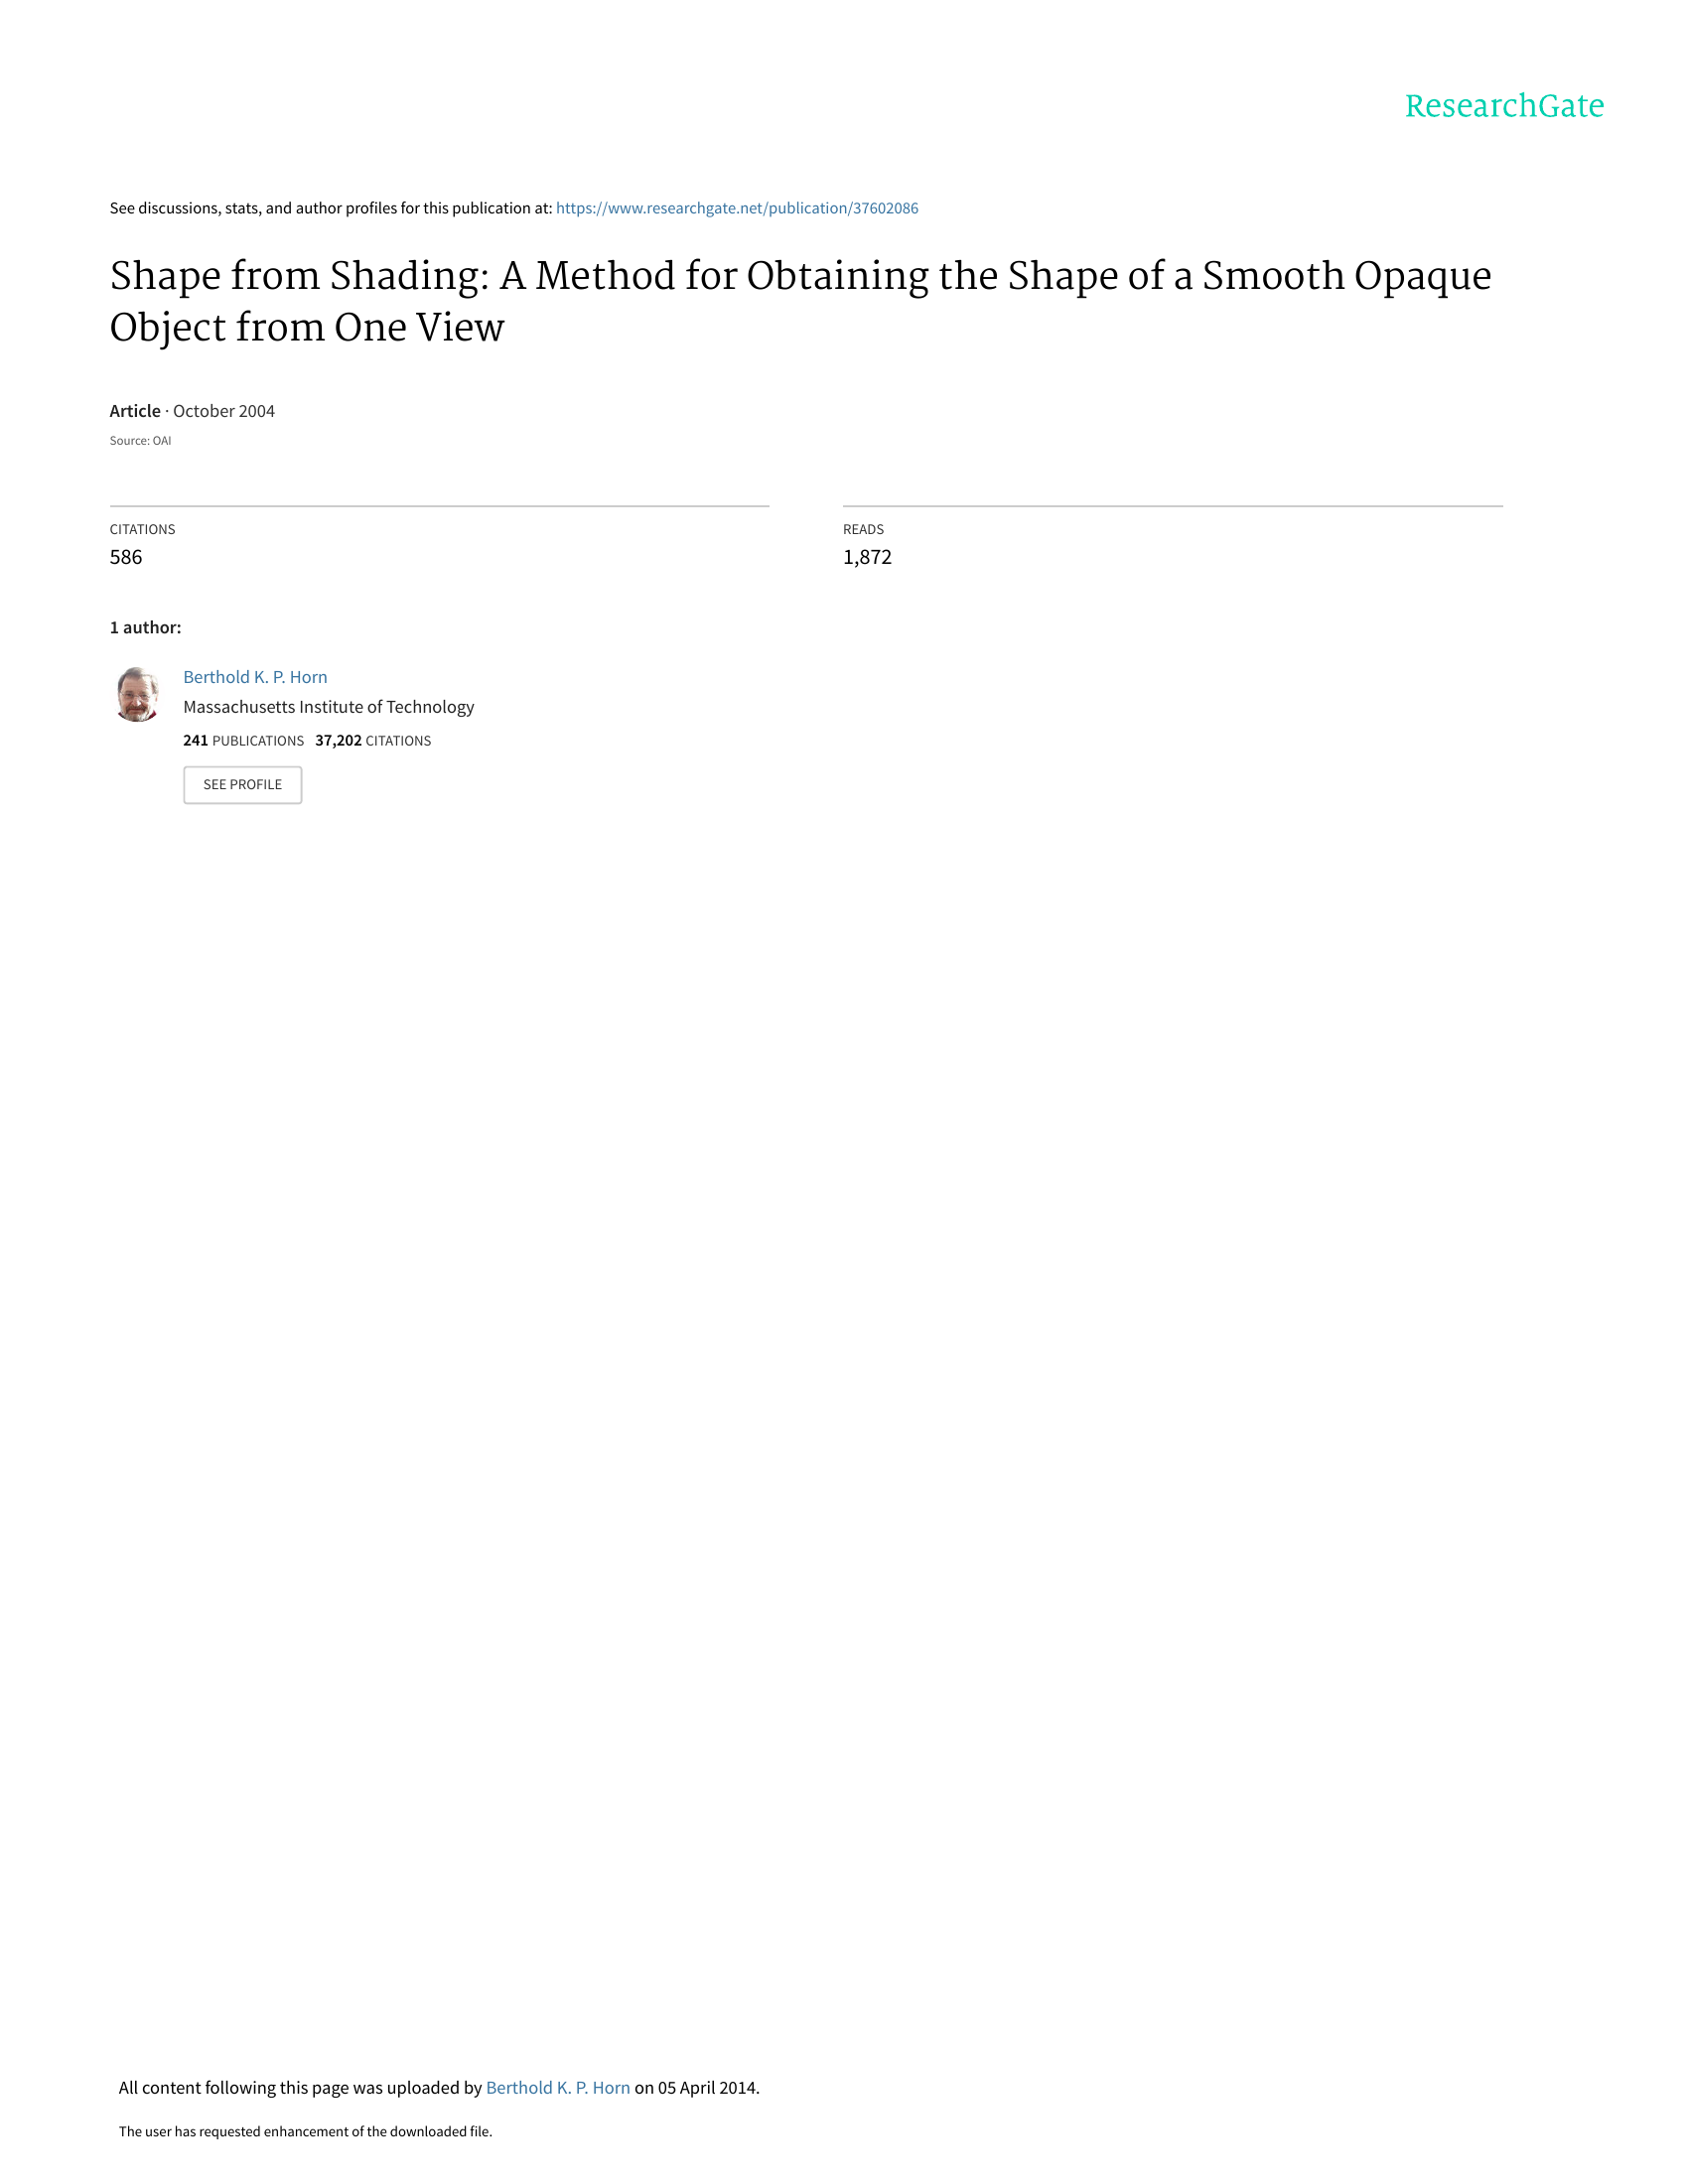 ResearchGate
See discussions, stats, and author profiles for this publication at: https://www.researchgate.net/publication/37602086
Shape from Shading: A Method for Obtaining the Shape of a Smooth Opaque
Object from One View
Article · October 2004
Source: OAI
CITATIONS
586
READS
1,872
1 author:
Berthold K. P. Horn
Massachusetts Institute of Technology
241 PUBLICATIONS 37,202 CITATIONS
SEE PROFILE
All content following this page was uploaded by Berthold K. P. Horn on 05 April 2014.
The user has requested enhancement of the downloaded file.